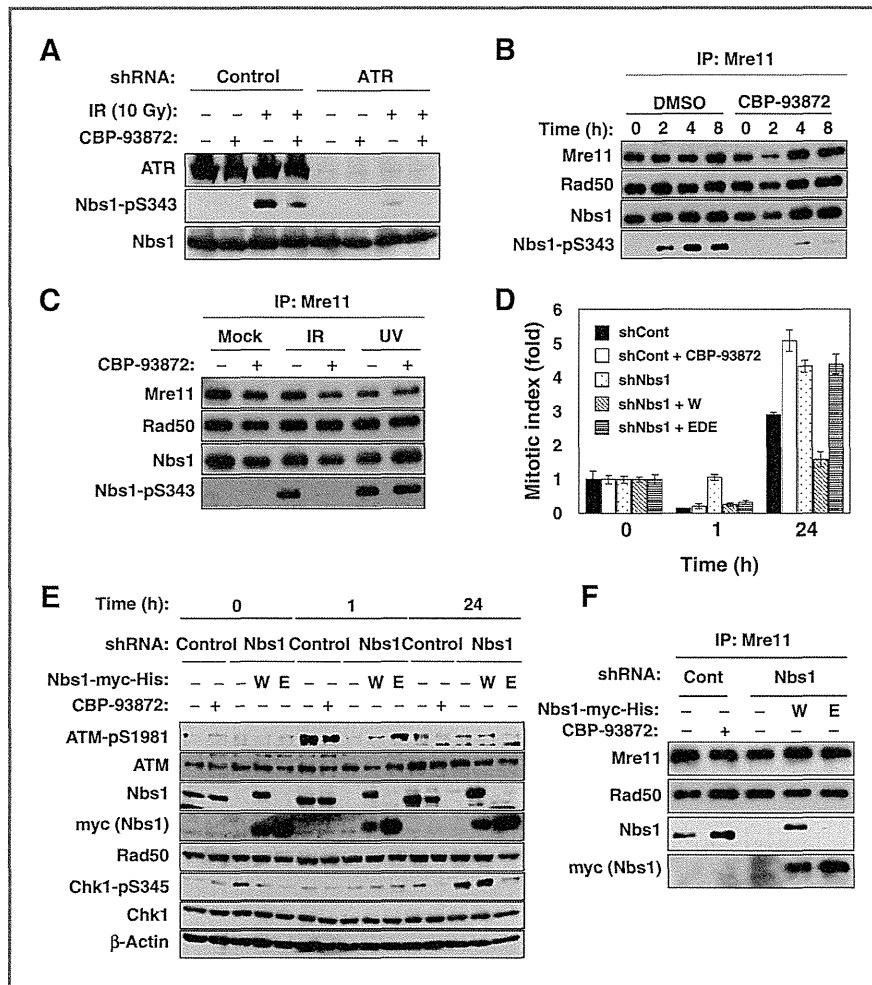 A
shRNA: Control ATR
IR (10 Gy): – – + + – – + +
CBP-93872: – + – + – + – +
ATR
Nbs1-pS343
Nbs1
B
IP: Mre11
DMSO CBP-93872
Time (h): 0 2 4 8 0 2 4 8
Mre11
Rad50
Nbs1
Nbs1-pS343
C
IP: Mre11
Mock IR UV
CBP-93872: – + – + – +
Mre11
Rad50
Nbs1
Nbs1-pS343
D
Mitotic index (fold)
6
5
4
3
2
1
0
shCont
shCont + CBP-93872
shNbs1
shNbs1 + W
shNbs1 + EDE
0 1 24
Time (h)
E
Time (h): 0 1 24
shRNA: Control Nbs1 Control Nbs1 Control Nbs1
Nbs1-myc-His: – – – W E – – – W E – – – W E
CBP-93872: – + – – – – + – – – – + – – –
ATM-pS1981
ATM
Nbs1
myc (Nbs1)
Rad50
Chk1-pS345
Chk1
β-Actin
F
IP: Mre11
shRNA: Cont Nbs1
Nbs1-myc-His: – – – W E
CBP-93872: – + – – –
Mre11
Rad50
Nbs1
myc (Nbs1)